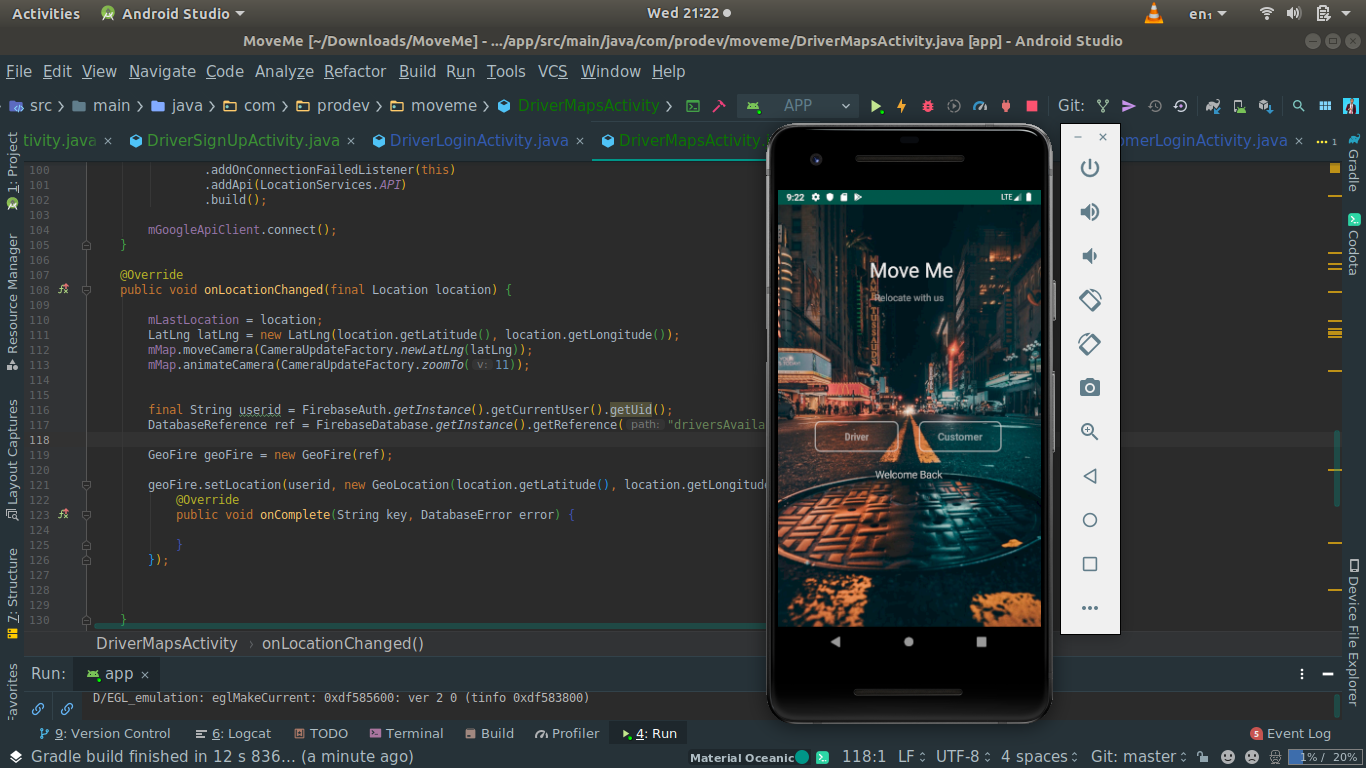 Activities Android Studio Wed 21:22 en₁
MoveMe [~/Downloads/MoveMe] - .../app/src/main/java/com/prodev/moveme/DriverMapsActivity.java [app] - Android Studio
File Edit View Navigate Code Analyze Refactor Build Run Tools VCS Window Help
src main java com prodev moveme DriverMapsActivity APP Git:
tivity.java DriverSignUpActivity.java DriverLoginActivity.java DriverMapsActivity. omerLoginActivity.java 1
100 .addOnConnectionFailedListener(this)
101 .addApi(LocationServices.API)
102 .build();
103
104 mGoogleApiClient.connect();
105 }
106
107 @Override
108 public void onLocationChanged(final Location location) {
109
110 mLastLocation = location;
111 LatLng latLng = new LatLng(location.getLatitude(), location.getLongitude());
112 mMap.moveCamera(CameraUpdateFactory.newLatLng(latLng));
113 mMap.animateCamera(CameraUpdateFactory.zoomTo( v: 11));
114
115
116 final String userid = FirebaseAuth.getInstance().getCurrentUser().getUid();
117 DatabaseReference ref = FirebaseDatabase.getInstance().getReference( path: "driversAvaila
118
119 GeoFire geoFire = new GeoFire(ref);
120
121 geoFire.setLocation(userid, new GeoLocation(location.getLatitude(), location.getLongitude
122 @Override
123 public void onComplete(String key, DatabaseError error) {
124
125 }
126 });
127
128
129
130 }
DriverMapsActivity › onLocationChanged()
Run: app
D/EGL_emulation: eglMakeCurrent: 0xdf585600: ver 2 0 (tinfo 0xdf583800)
9: Version Control 6: Logcat TODO Terminal Build Profiler 4: Run 5 Event Log
Gradle build finished in 12 s 836... (a minute ago) Material Oceanic 118:1 LF UTF-8 4 spaces Git: master 1% / 20%
1: Project
Resource Manager
Layout Captures
7: Structure
Favorites
9:22 LTE
Move Me
Relocate with us
Driver Customer
Welcome Back
Gradle
Codota
Device File Explorer